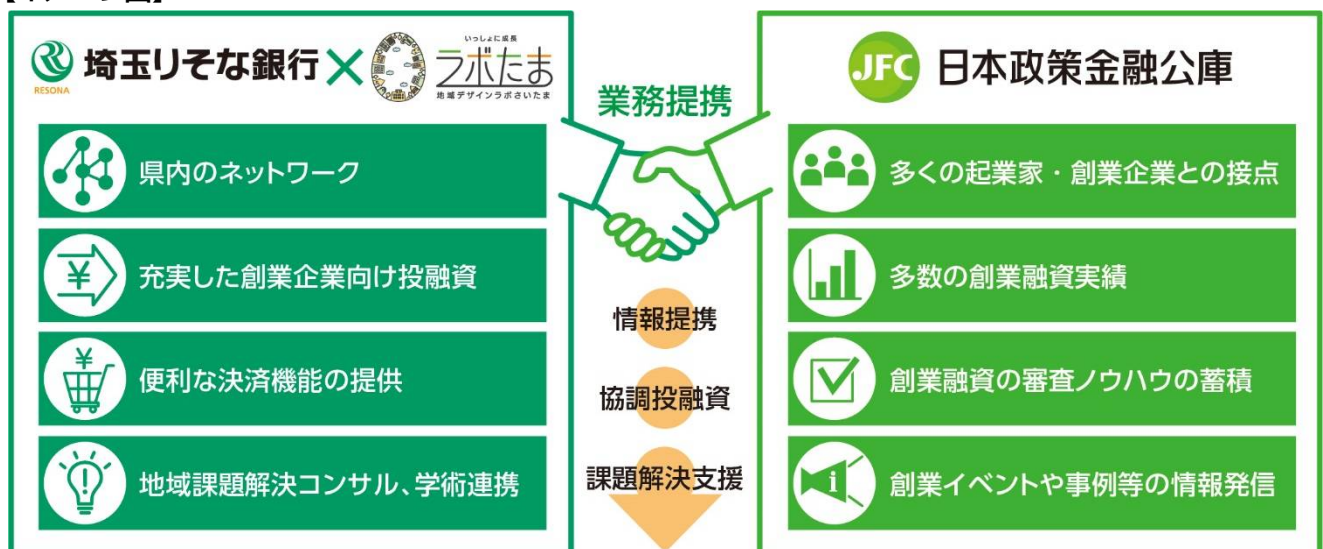 埼玉りそな銀行×
RESONA
いっしょに成長
ラボたま
地域デザインラボさいたま
県内のネットワーク
充実した創業企業向け投融資
便利な決済機能の提供
地域課題解決コンサル、学術連携
業務提携
情報提携
協調投融資
課題解決支援
JFC 日本政策金融公庫
多くの起業家・創業企業との接点
多数の創業融資実績
創業融資の審査ノウハウの蓄積
創業イベントや事例等の情報発信